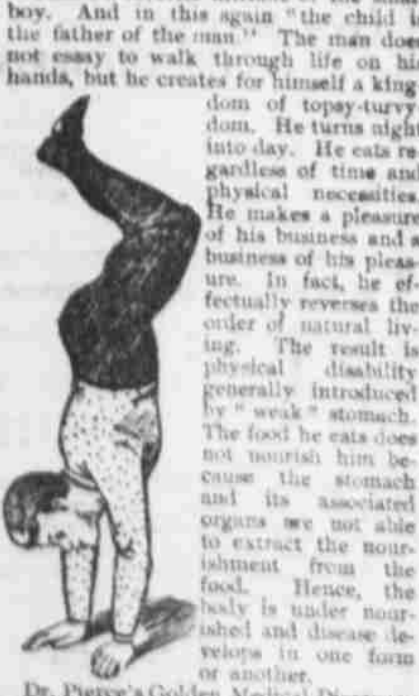 boy. And in this again "the child i
the father of the man." The man does
not essay to walk through life on his
hands, but he creates for himself a king
dom of topsy-turvy
dom. He turns nigh
into day. He eats re
gardless of time and
physical necessities.
He makes a pleasure
of his business and a
business of his pleas-
ure. In fact, he ef-
fectually reverses the
order of natural liv-
ing. The result is
physical disability
generally introduced
by "weak" stomach.
The food he eats does
not nourish him be-
cause the stomach
and its associated
organs are not able
to extract the nour-
ishment from the
food. Hence, the
body is under nour-
ished and disease de-
velops in one form
or another.
Dr. Pierce's Golden Medical